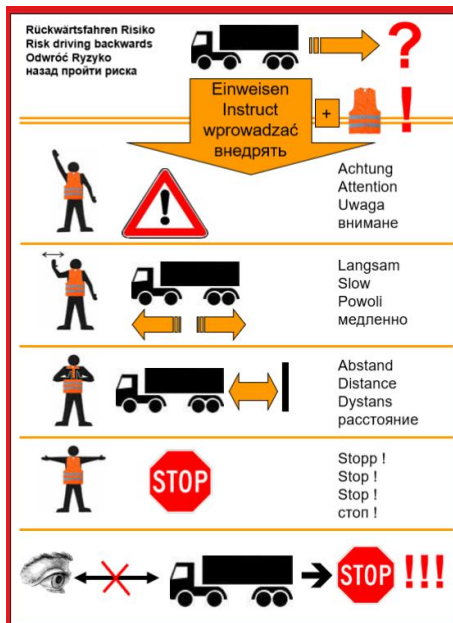 Rückwärtsfahren Risiko
Risk driving backwards
Odwróć Ryzyko
назад пройти риска
?
Einweisen
Instruct
wprowadzać
внедрять
+
!
!
Achtung
Attention
Uwaga
внимане
Langsam
Slow
Powoli
медленно
Abstand
Distance
Dystans
расстояние
STOP
Stopp !
Stop !
Stop !
стоп !
STOP
!!!